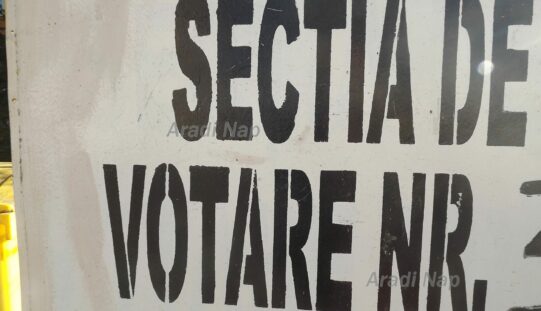 SECTIA DE
Aradi Nap
VOTARE NR.
Aradi Nap